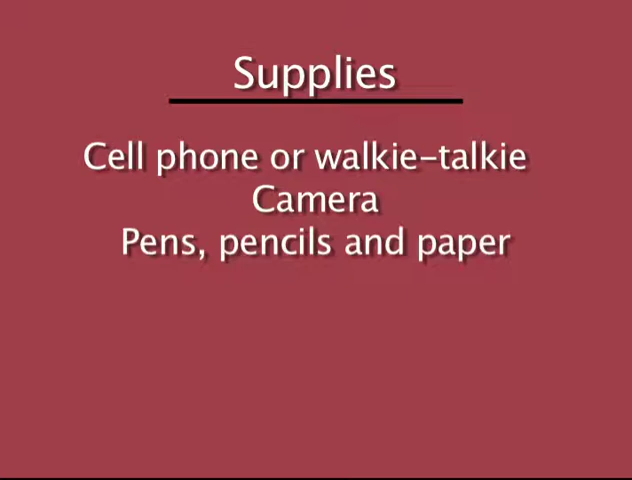 Supplies
Cell phone or walkie-talkie
Camera
Pens, pencils and paper